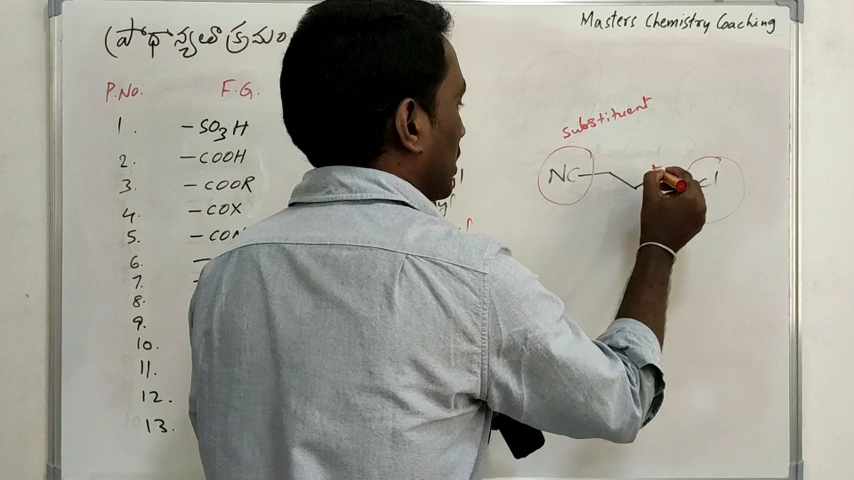 Masters Chemistry Coaching
(ప్రాధాన్యతా క్రమం
P.No. F.G.
1. -SO3H
2. -COOH
3. -COOR
4. -COX
5.
6. -
7. -
8.
9.
10.
11.
12.
13.
substituent
NC
cl